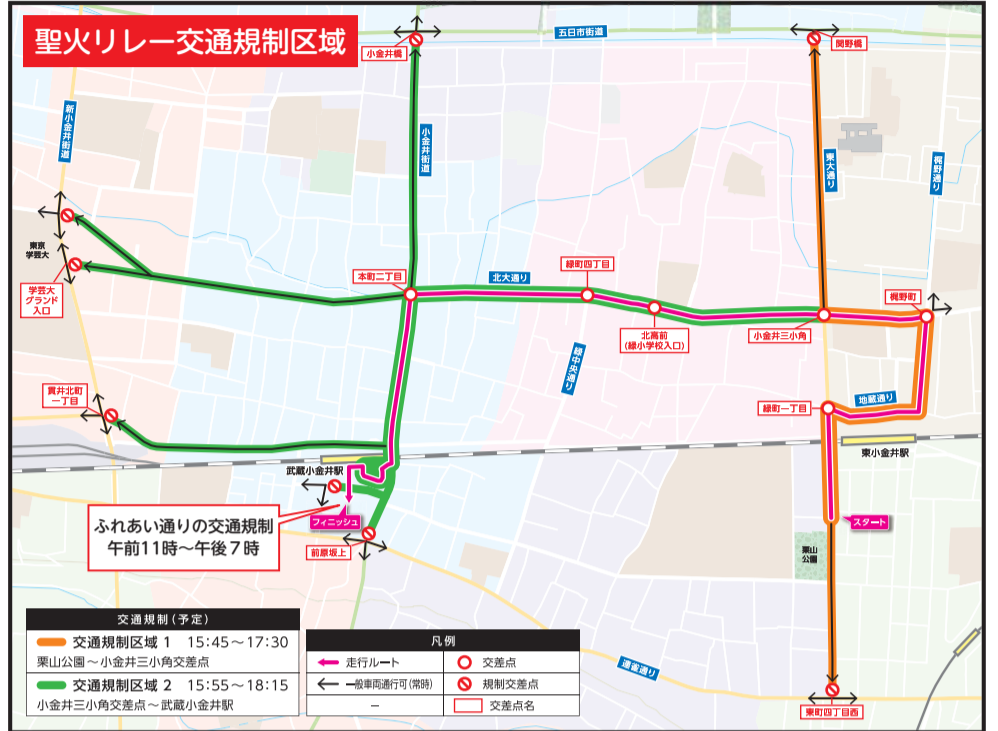 聖火リレー交通規制区域
小金井橋
五日市街道
関野橋
新小金井街道
小金井街道
東大通り
梶野通り
東京
学芸大
学芸大
グランド
入口
本町二丁目
北大通り
緑町四丁目
梶野町
北高前
(緑小学校入口)
小金井三小角
緑中央通り
貫井北町
一丁目
緑町一丁目
地蔵通り
武蔵小金井駅
東小金井駅
フィニッシュ
スタート
ふれあい通りの交通規制
午前11時～午後7時
前原坂上
栗山
公園
連雀通り
東町四丁目西
交通規制(予定)
交通規制区域 1 15:45～17:30
栗山公園～小金井三小角交差点
交通規制区域 2 15:55～18:15
小金井三小角交差点～武蔵小金井駅
凡例
走行ルート 交差点
一般車両通行可(常時) 規制交差点
− 交差点名